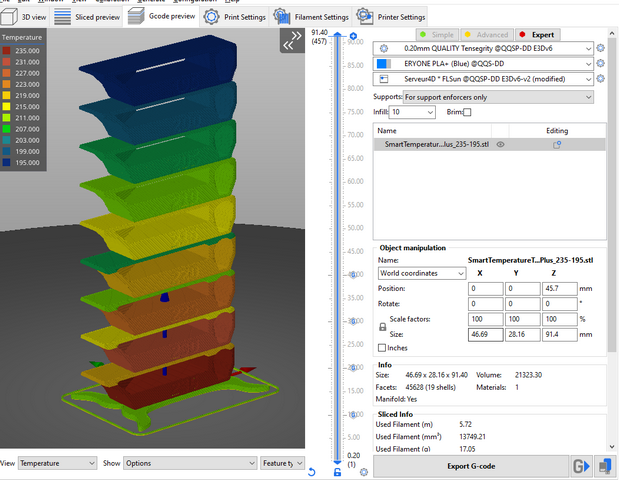 3D view
Sliced preview
Gcode preview
Print Settings
Filament Settings
Printer Settings
Temperature
235.000
231.000
227.000
223.000
219.000
215.000
211.000
207.000
203.000
199.000
195.000
91.40
(457)
90.00
85.00
80.00
75.00
70.00
65.00
60.00
55.00
50.00
45.00
40.00
35.00
30.00
25.00
20.00
15.00
10.00
5.00
0.20
(1)
Simple
Advanced
Expert
0.20mm QUALITY Tensegrity @QQSP-DD E3Dv6
ERYONE PLA+ (Blue) @QQS-DD
Serveur4D * FLSun @QQSP-DD E3Dv6~v2 (modified)
Supports: For support enforcers only
Infill: 10 Brim:
Name Editing
SmartTemperatur...lus_235-195.stl
Object manipulation
Name: SmartTemperatureT...Plus_235-195.stl
World coordinates X Y Z
Position: 0 0 45.7 mm
Rotate: 0 0 0 °
Scale factors: 100 100 100 %
Size: 46.69 28.16 91.4 mm
Inches
Info
Size: 46.69 x 28.16 x 91.40 Volume: 21323.30
Facets: 45628 (19 shells) Materials: 1
Manifold: Yes
Sliced Info
Used Filament (m) 5.72
Used Filament (mm³) 13749.21
Used Filament (g) 17.05
View Temperature Show Options Feature ty
Export G-code
G